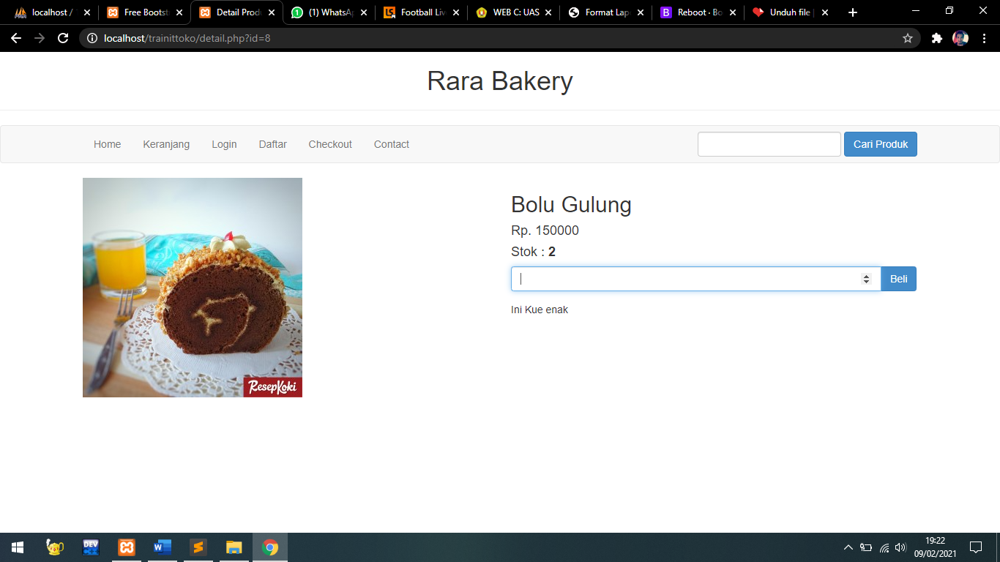 localhost /
Free Bootst
Detail Prod
(1) WhatsA
Football Liv
WEB C: UAS
Format Lap
Reboot · Bo
Unduh file |
localhost/trainittoko/detail.php?id=8
Rara Bakery
Home Keranjang Login Daftar Checkout Contact Cari Produk
Bolu Gulung
Rp. 150000
Stok : 2
Beli
Ini Kue enak
ResepKoki
DEV
19:22
09/02/2021